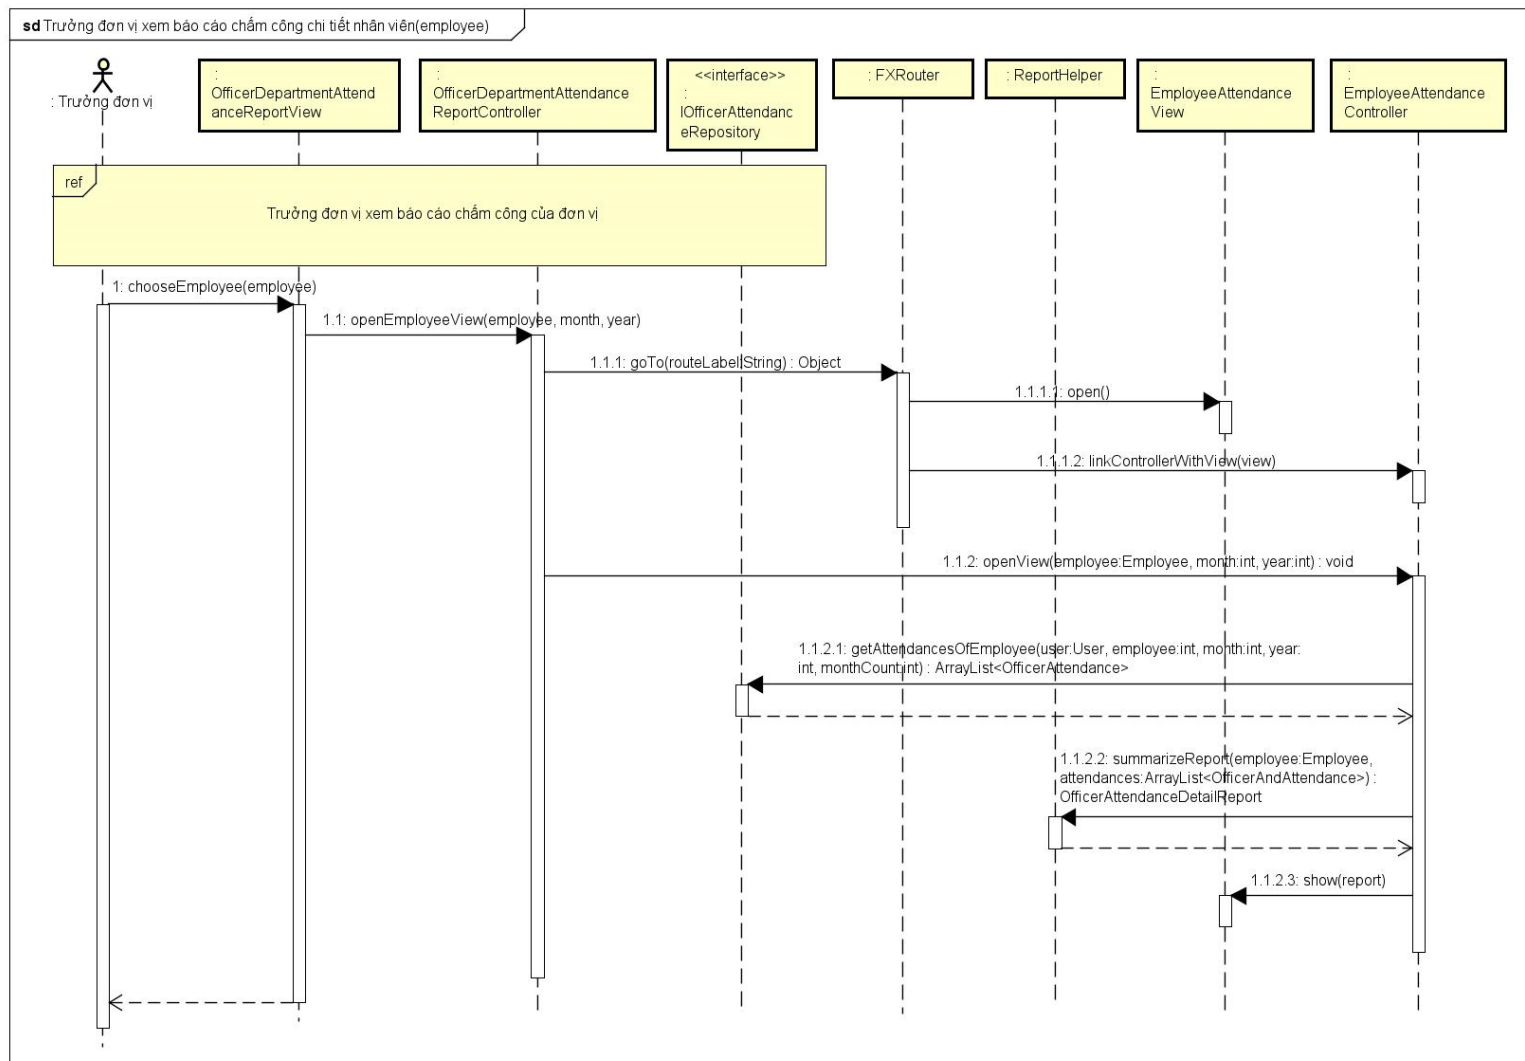 sd Trưởng đơn vị xem báo cáo chấm công chi tiết nhân viên(employee)
: Trưởng đơn vị
:
OfficerDepartmentAttend
anceReportView
:
OfficerDepartmentAttendance
ReportController
<<interface>>
:
IOfficerAttendanc
eRepository
: FXRouter
: ReportHelper
:
EmployeeAttendance
View
:
EmployeeAttendance
Controller
ref
Trưởng đơn vị xem báo cáo chấm công của đơn vị
1: chooseEmployee(employee)
1.1: openEmployeeView(employee, month, year)
1.1.1: goTo(routeLabel:String) : Object
1.1.1.1: open()
1.1.1.2: linkControllerWithView(view)
1.1.2: openView(employee:Employee, month:int, year:int) : void
1.1.2.1: getAttendancesOfEmployee(user:User, employee:int, month:int, year:
int, monthCount:int) : ArrayList<OfficerAttendance>
1.1.2.2: summarizeReport(employee:Employee,
attendances:ArrayList<OfficerAndAttendance>) :
OfficerAttendanceDetailReport
1.1.2.3: show(report)